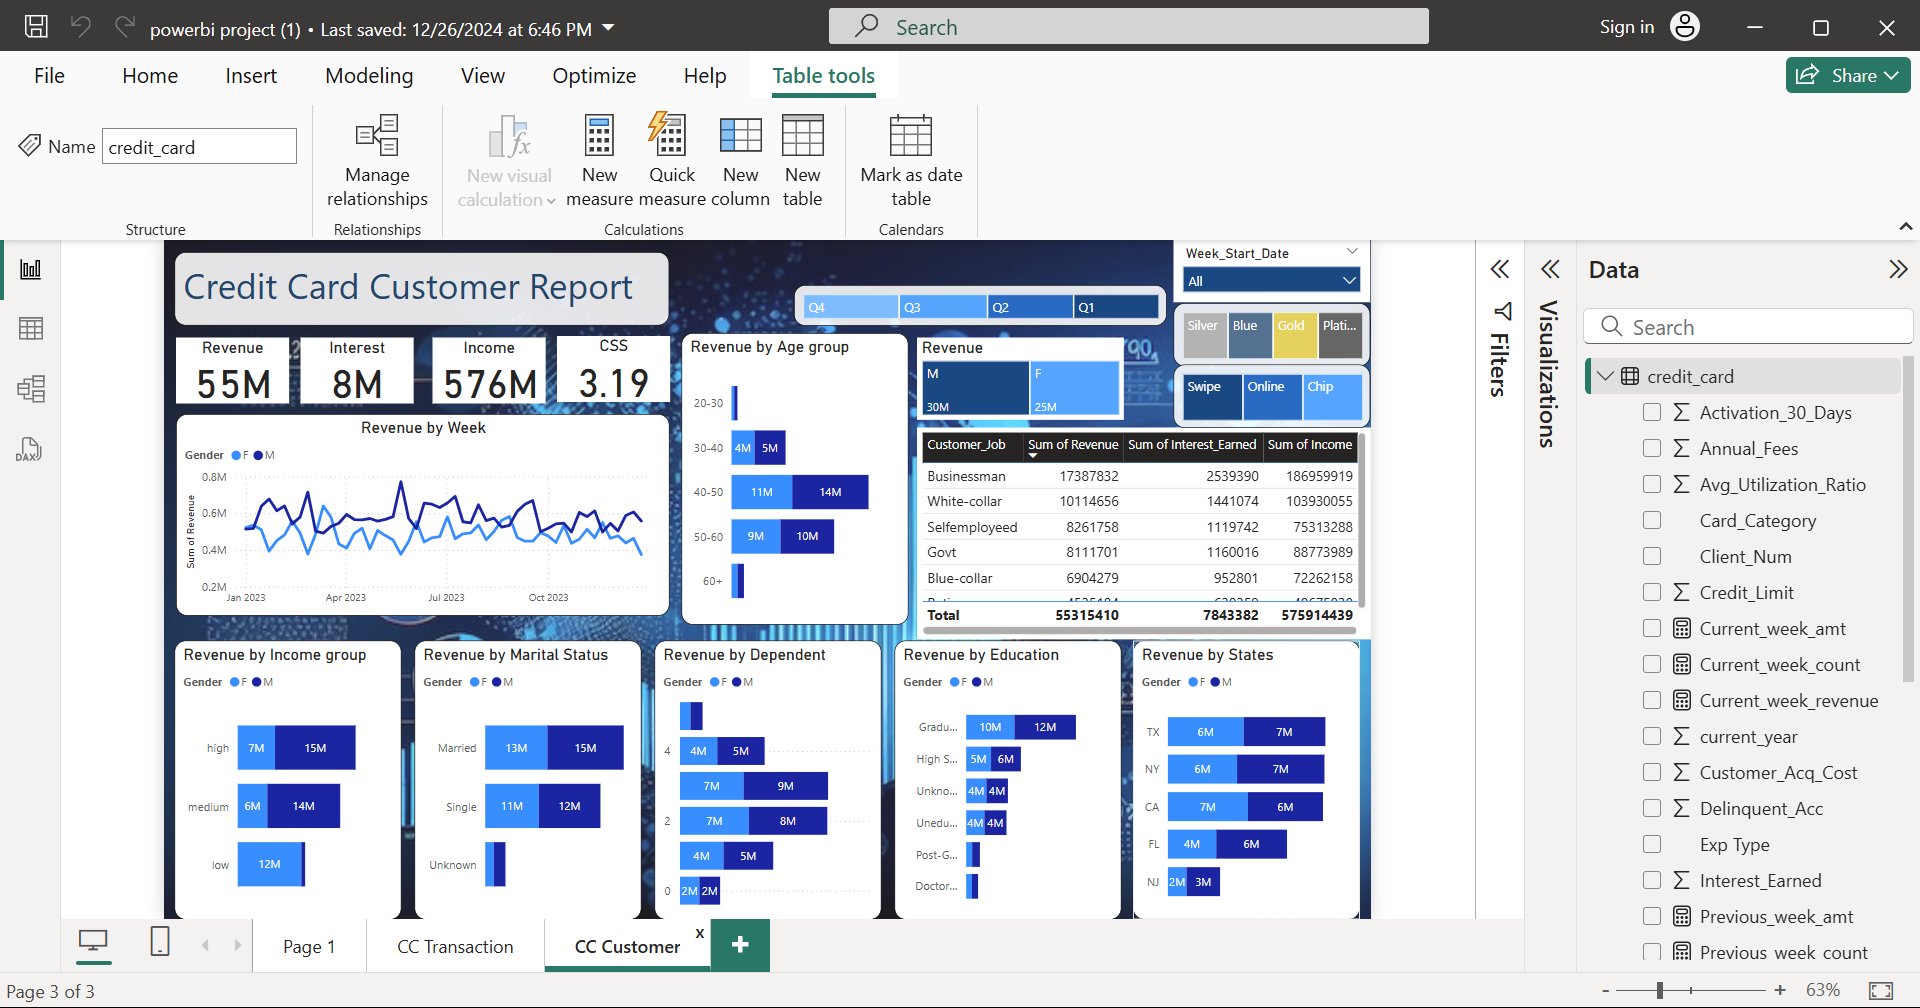 powerbi project (1) • Last saved: 12/26/2024 at 6:46 PM
Search
Sign in
File Home Insert Modeling View Optimize Help Table tools
Share
Name credit_card
Manage relationships
New visual calculation
New measure
Quick measure
New column
New table
Mark as date table
Structure
Relationships
Calculations
Calendars
Credit Card Customer Report
Q4 Q3 Q2 Q1
Week_Start_Date
All
Silver Blue Gold Plati...
Swipe Online Chip
Revenue
55M
Interest
8M
Income
576M
CSS
3.19
Revenue by Week
Gender F M
Sum of Revenue
0.8M
0.6M
0.4M
0.2M
Jan 2023 Apr 2023 Jul 2023 Oct 2023
Revenue by Age group
20-30
30-40 4M 5M
40-50 11M 14M
50-60 9M 10M
60+
Revenue
M F
30M 25M
Customer_Job Sum of Revenue Sum of Interest_Earned Sum of Income
Businessman 17387832 2539390 186959919
White-collar 10114656 1441074 103930055
Selfemployeed 8261758 1119742 75313288
Govt 8111701 1160016 88773989
Blue-collar 6904279 952801 72262158
Total 55315410 7843382 575914439
Revenue by Income group
Gender F M
high 7M 15M
medium 6M 14M
low 12M
Revenue by Marital Status
Gender F M
Married 13M 15M
Single 11M 12M
Unknown
Revenue by Dependent
Gender F M
4 4M 5M
7M 9M
2 7M 8M
4M 5M
0 2M 2M
Revenue by Education
Gender F M
Gradu... 10M 12M
High S... 5M 6M
Unkno... 4M 4M
Unedu... 4M 4M
Post-G...
Doctor...
Revenue by States
Gender F M
TX 6M 7M
NY 6M 7M
CA 7M 6M
FL 4M 6M
NJ 2M 3M
Filters
Visualizations
Data
Search
credit_card
Activation_30_Days
Annual_Fees
Avg_Utilization_Ratio
Card_Category
Client_Num
Credit_Limit
Current_week_amt
Current_week_count
Current_week_revenue
current_year
Customer_Acq_Cost
Delinquent_Acc
Exp Type
Interest_Earned
Previous_week_amt
Previous_week_count
DAX
Page 1 CC Transaction CC Customer x +
Page 3 of 3
- + 63%